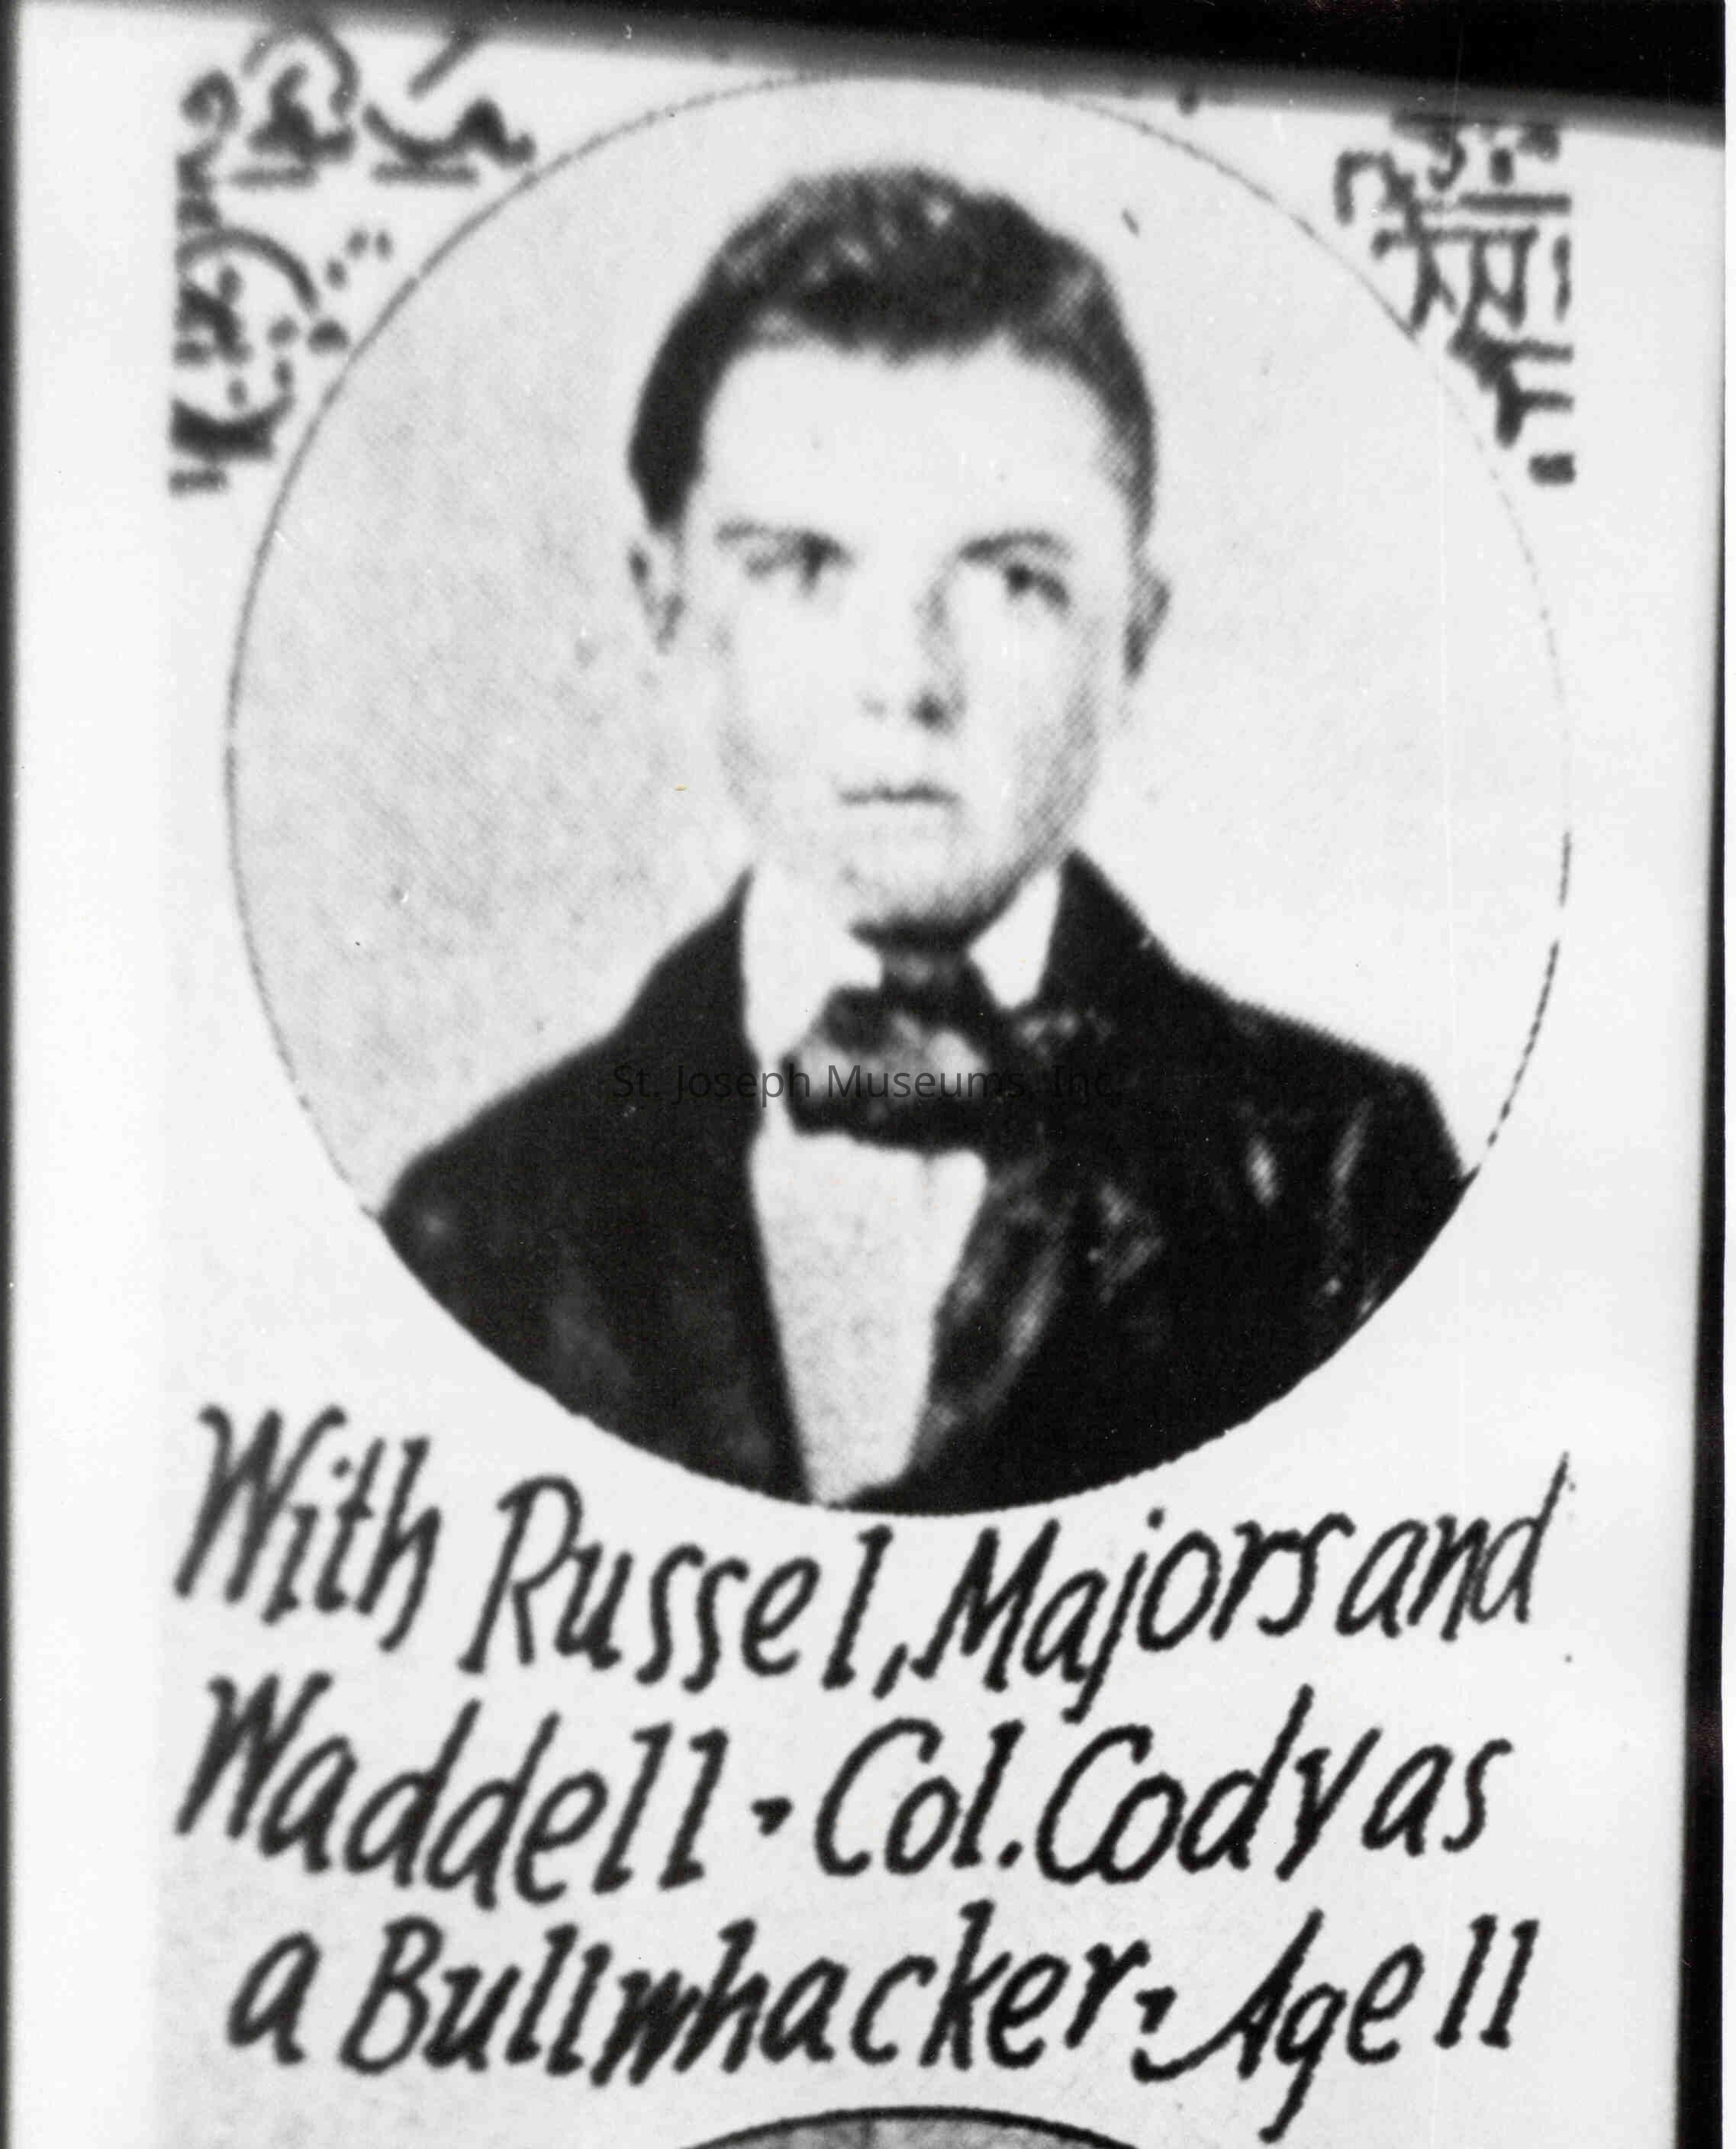 St. Joseph Museums, Inc.
With Russel, Majors and
Waddell - Col. Cody as
a Bullwhacker, Age 11